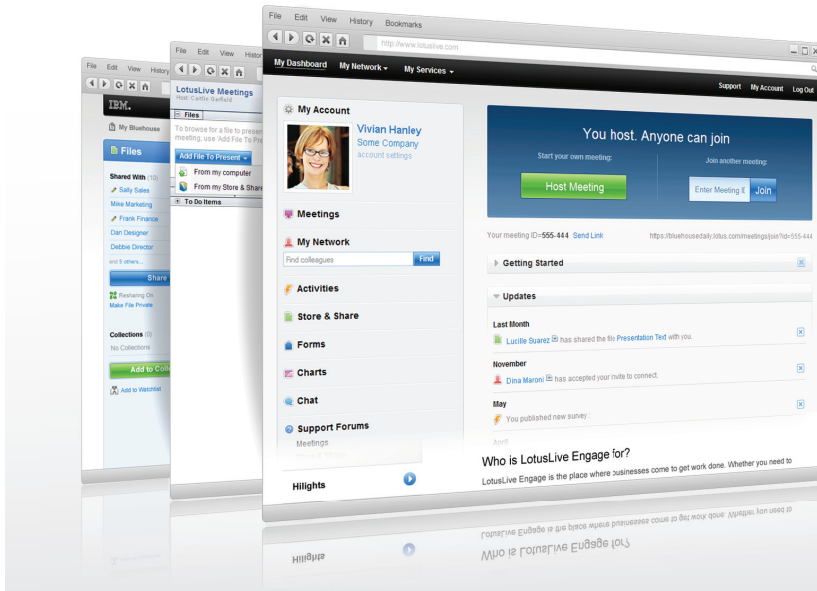 File Edit View History
IBM.
My Bluehouse
Files
Shared With (10)
Sally Sales
Mike Marketing
Frank Finance
Dan Designer
Debbie Director
and 5 others...
Share
Resharing On
Make File Private
Collections (0)
No Collections
Add to
Add to Watchlist
File Edit View
LotusLive Meetings
Host: Caitlin Garfield
Files
To browse for a file to
meeting, use 'Add File To
Add File To Present
From my computer
From my Store & Share
To Do Items
File Edit View History Bookmarks
http://www.lotuslive.com
My Dashboard My Network My Services
Support My Account Log Out
My Account
Vivian Hanley
Some Company
account settings
Meetings
My Network
Find colleagues Find
Activities
Store & Share
Forms
Charts
Chat
Support Forums
Meetings
Hilights
You host. Anyone can join
Start your own meeting: Join another meeting:
Host Meeting Enter Meeting Join
Your meeting ID=555-444 Send Link https://bluehousedaily.lotus.com/meetings/join?id=555-444
Getting Started
Updates
Last Month
Lucille Suarez has shared the file Presentation Text with you.
November
Dina Maroni has accepted your invite to connect.
May
You published new survey :
April
Who is LotusLive Engage for?
LotusLive Engage is the place where businesses come to get work done. Whether you need to